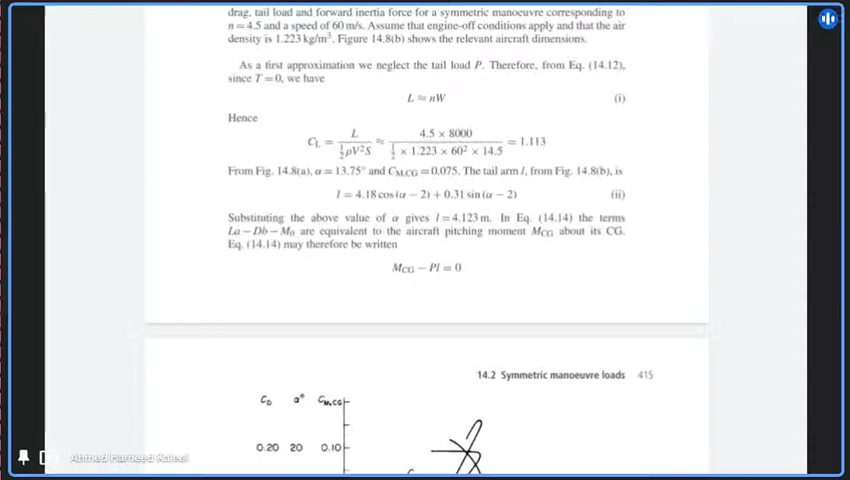 drag, tail load and forward inertia force for a symmetric manoeuvre corresponding to
n = 4.5 and a speed of 60 m/s. Assume that engine-off conditions apply and that the air
density is 1.223 kg/m³. Figure 14.8(b) shows the relevant aircraft dimensions.
As a first approximation we neglect the tail load P. Therefore, from Eq. (14.12),
since T = 0, we have
L ≈ nW (i)
Hence
C_L = L / (½ρV²S) ≈ (4.5 × 8000) / (½ × 1.223 × 60² × 14.5) = 1.113
From Fig. 14.8(a), α = 13.75° and C_M,CG = 0.075. The tail arm l, from Fig. 14.8(b), is
l = 4.18 cos(α − 2) + 0.31 sin(α − 2) (ii)
Substituting the above value of α gives l = 4.123 m. In Eq. (14.14) the terms
La − Db − M₀ are equivalent to the aircraft pitching moment M_CG about its CG.
Eq. (14.14) may therefore be written
M_CG − Pl = 0
14.2 Symmetric manoeuvre loads 415
C_D α° C_M,CG
0.20 20 0.10
C
Ahmed Hameed Kaleel